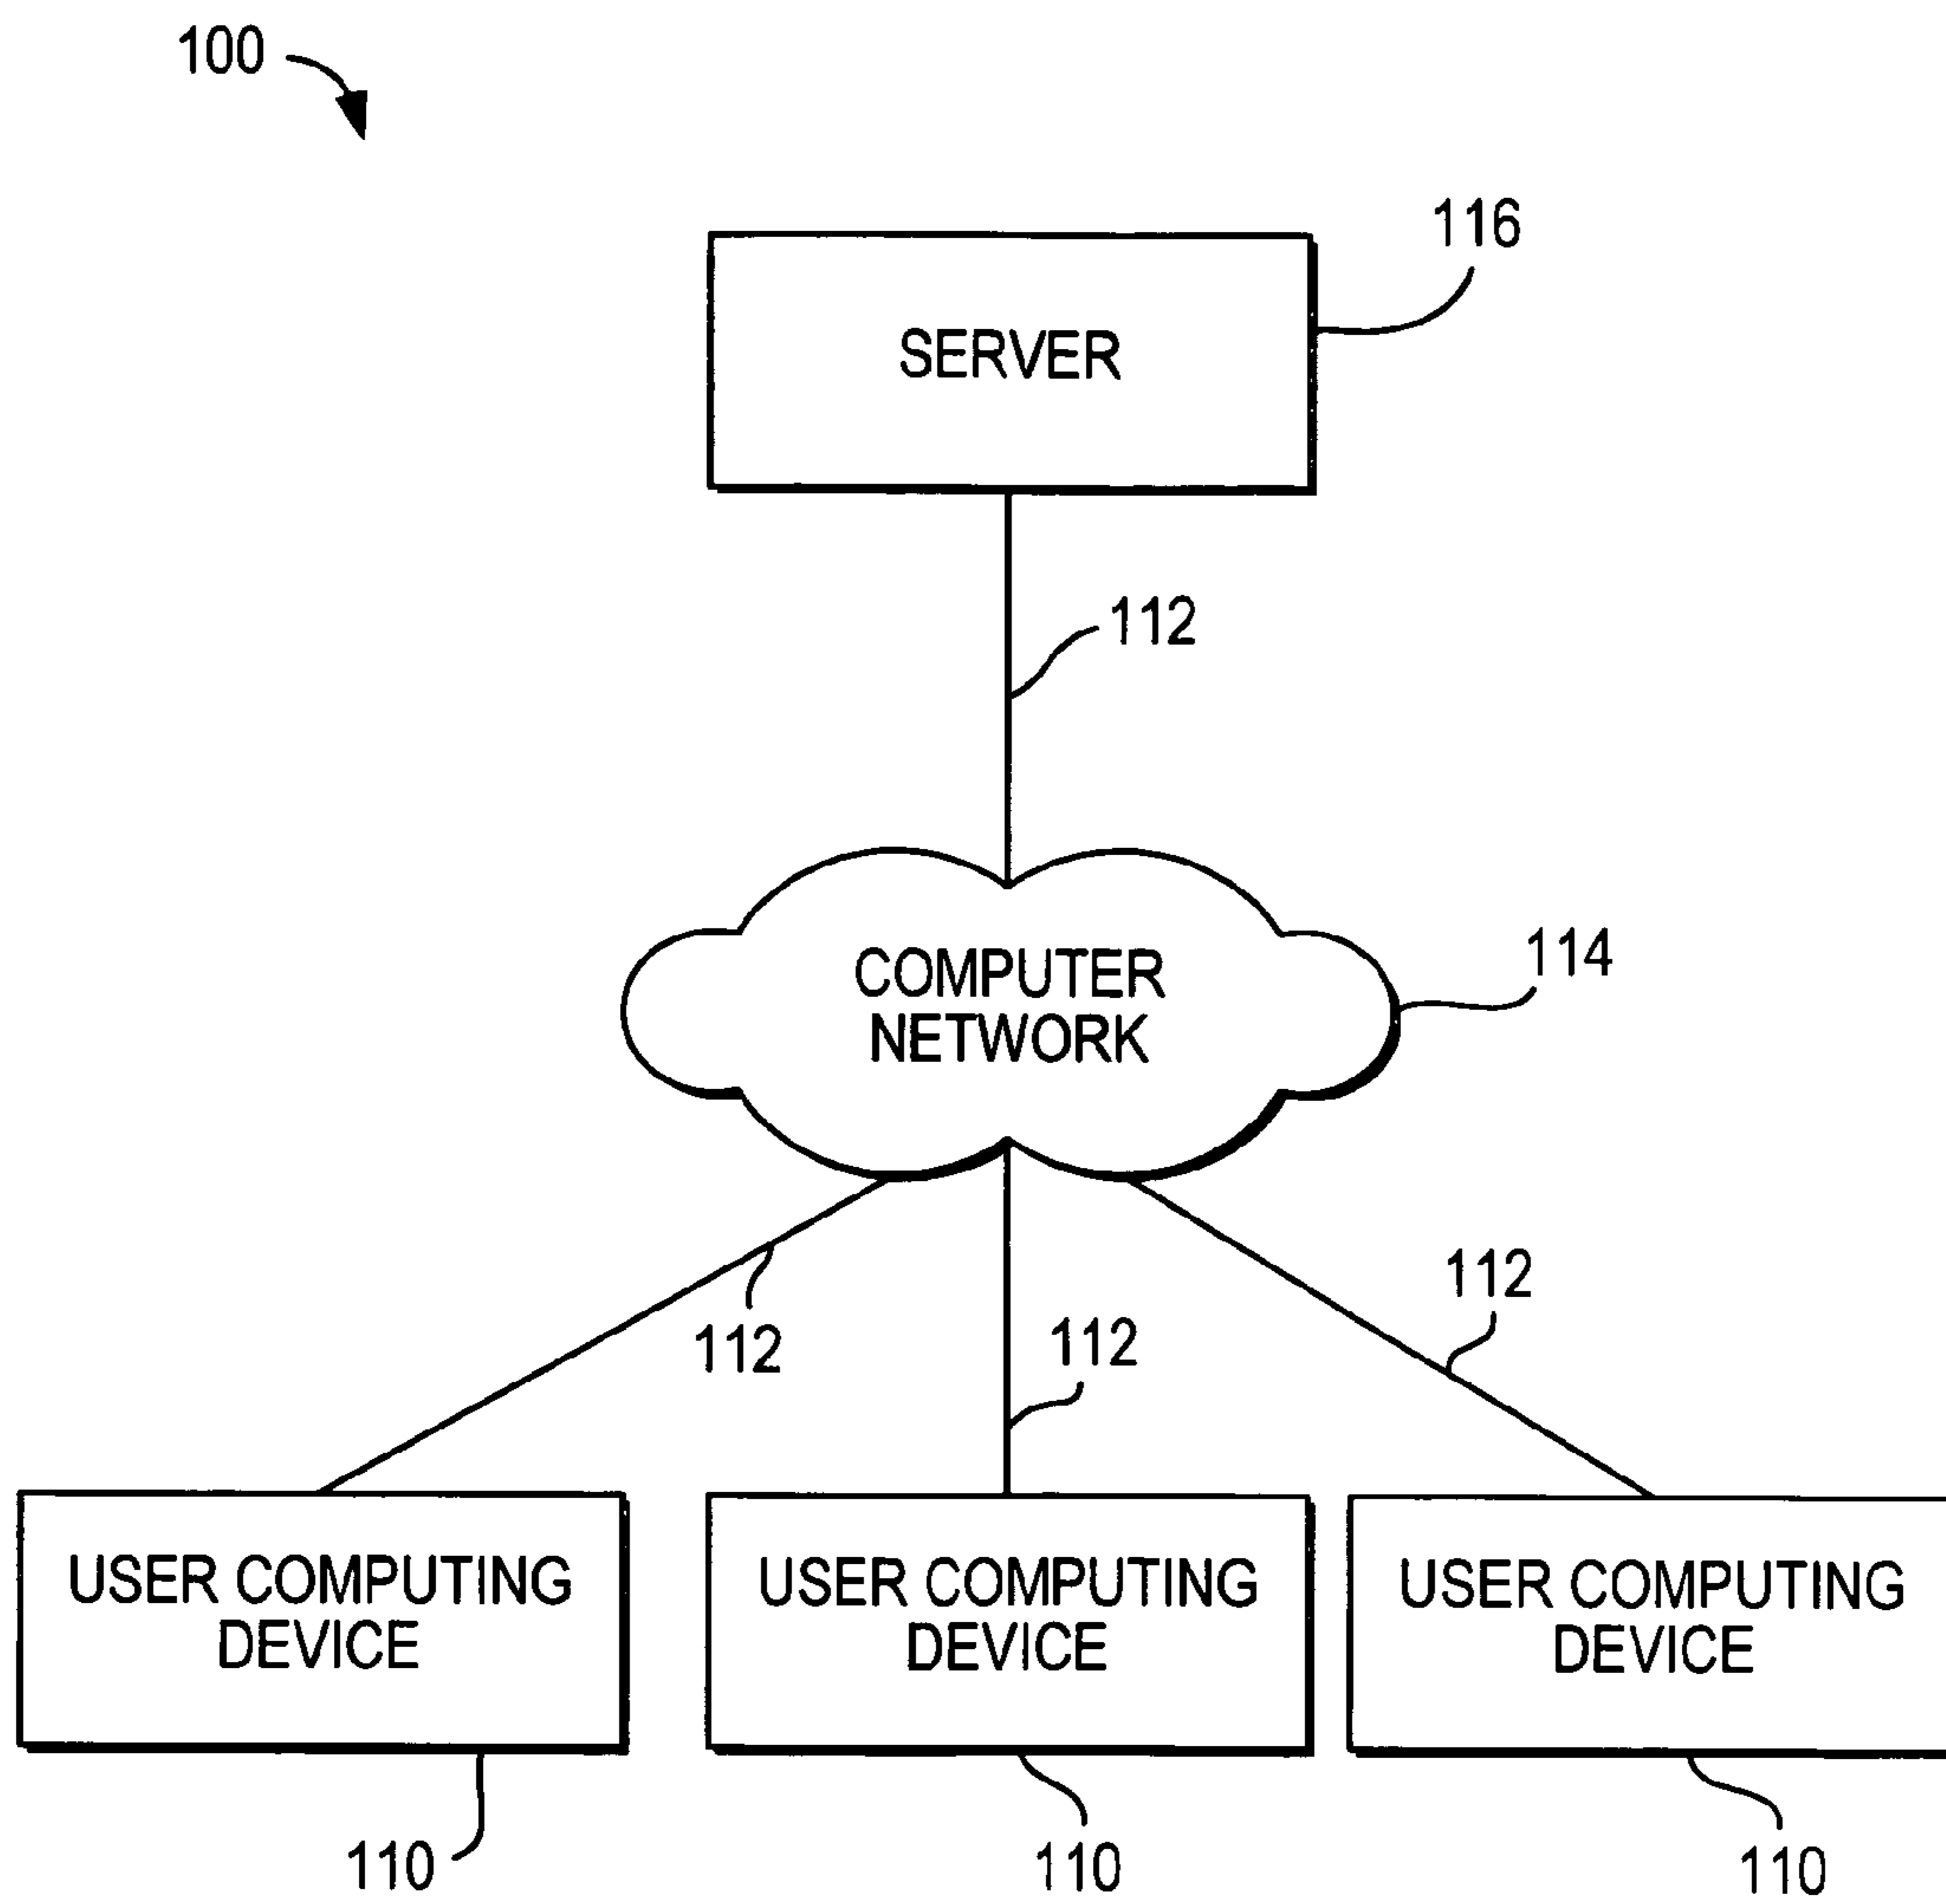 100
116
SERVER
112
COMPUTER
NETWORK
114
112
112
112
USER COMPUTING
DEVICE
USER COMPUTING
DEVICE
USER COMPUTING
DEVICE
110
110
110